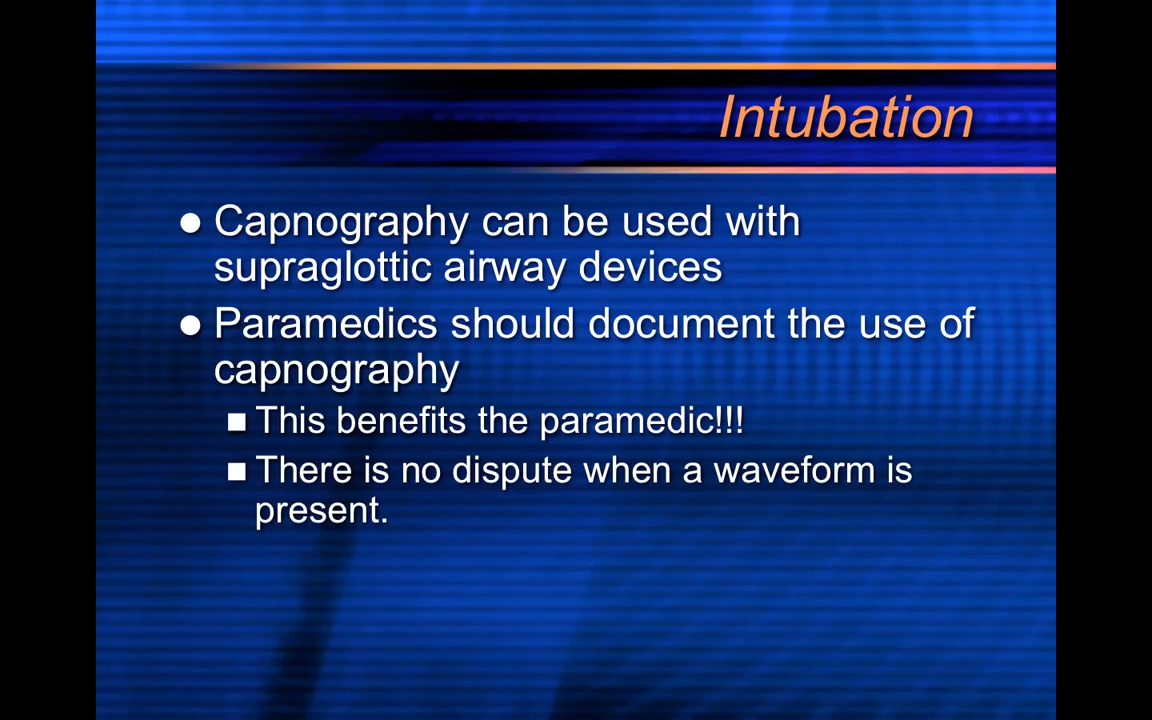 Intubation
Capnography can be used with
supraglottic airway devices
Paramedics should document the use of
capnography
This benefits the paramedic!!!
There is no dispute when a waveform is
present.